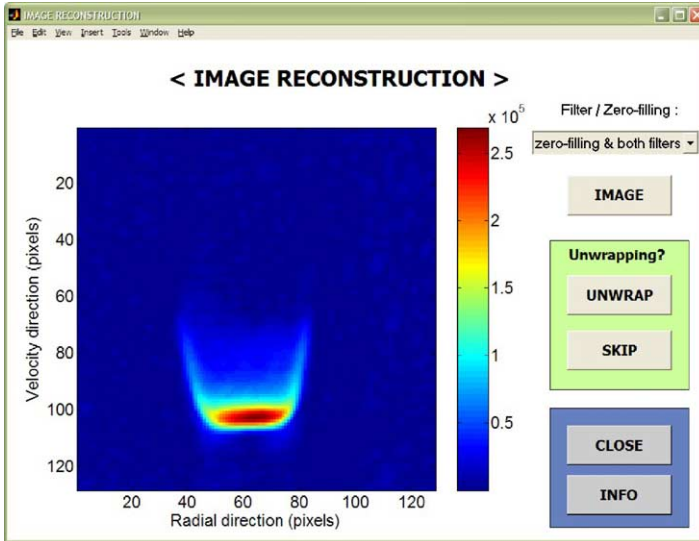 IMAGE RECONSTRUCTION
File Edit View Insert Tools Window Help
< IMAGE RECONSTRUCTION >
x 10^5
Filter / Zero-filling :
zero-filling & both filters
IMAGE
Unwrapping?
UNWRAP
SKIP
CLOSE
INFO
2.5
2
1.5
1
0.5
Velocity direction (pixels)
20
40
60
80
100
120
20 40 60 80 100 120
Radial direction (pixels)